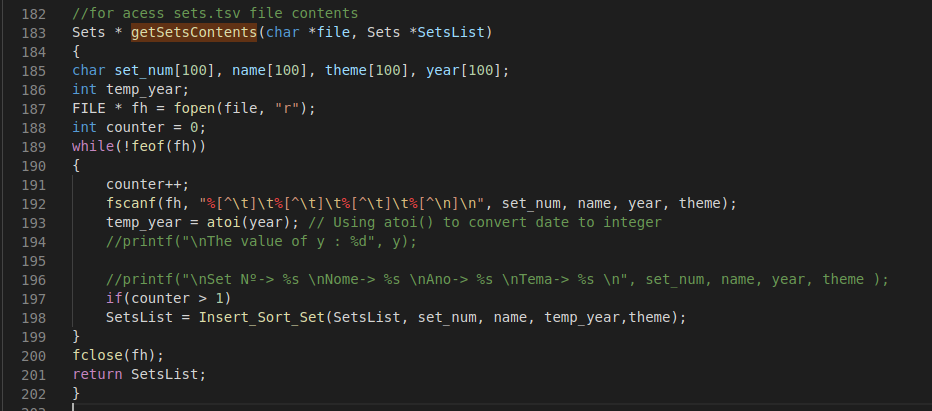 182 //for acess sets.tsv file contents
183 Sets * getSetsContents(char *file, Sets *SetsList)
184 {
185 char set_num[100], name[100], theme[100], year[100];
186 int temp_year;
187 FILE * fh = fopen(file, "r");
188 int counter = 0;
189 while(!feof(fh))
190 {
191     counter++;
192     fscanf(fh, "%[^\t]\t%[^\t]\t%[^\t]\t%[^\n]\n", set_num, name, year, theme);
193     temp_year = atoi(year); // Using atoi() to convert date to integer
194     //printf("\nThe value of y : %d", y);
195
196     //printf("\nSet Nº-> %s \nNome-> %s \nAno-> %s \nTema-> %s \n", set_num, name, year, theme );
197     if(counter > 1)
198     SetsList = Insert_Sort_Set(SetsList, set_num, name, temp_year,theme);
199 }
200 fclose(fh);
201 return SetsList;
202 }